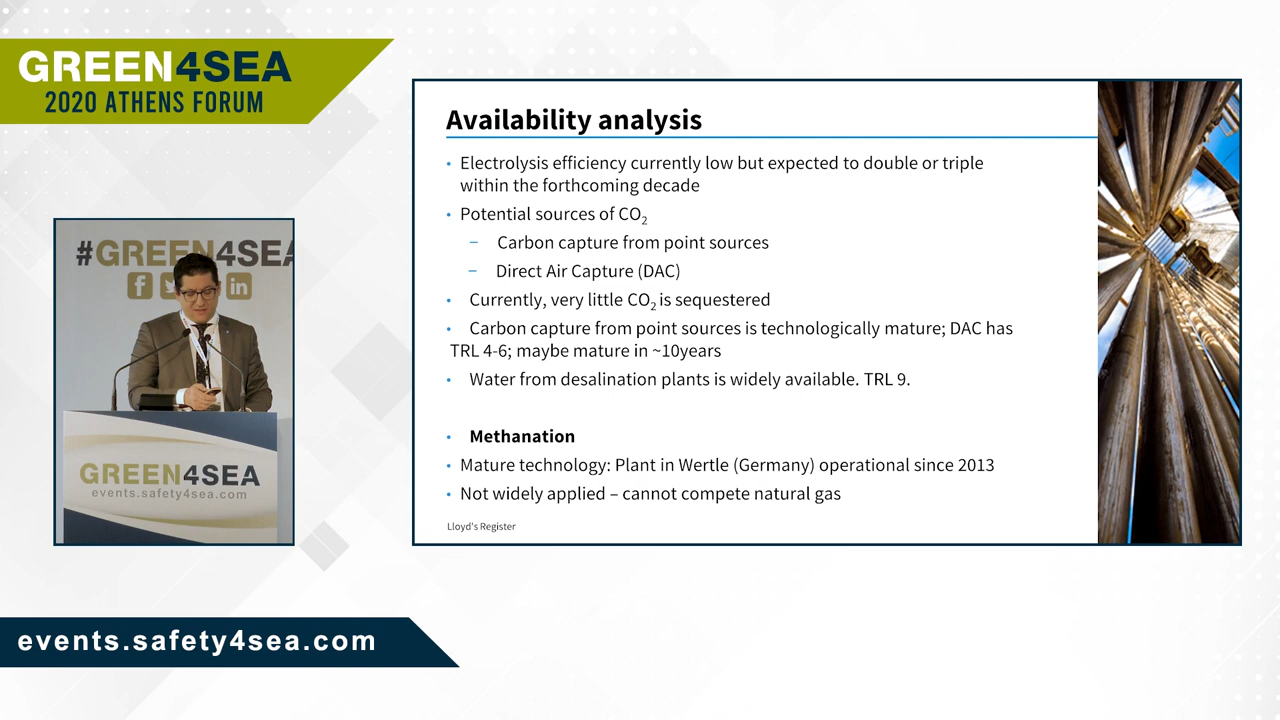 GREEN4SEA
2020 ATHENS FORUM
#GREEN4SEA
f
in
GREEN4SEA
events.safety4sea.com
Availability analysis
• Electrolysis efficiency currently low but expected to double or triple
within the forthcoming decade
• Potential sources of CO₂
– Carbon capture from point sources
– Direct Air Capture (DAC)
• Currently, very little CO₂ is sequestered
• Carbon capture from point sources is technologically mature; DAC has
TRL 4-6; maybe mature in ~10years
• Water from desalination plants is widely available. TRL 9.
• Methanation
• Mature technology: Plant in Wertle (Germany) operational since 2013
• Not widely applied – cannot compete natural gas
Lloyd's Register
events.safety4sea.com